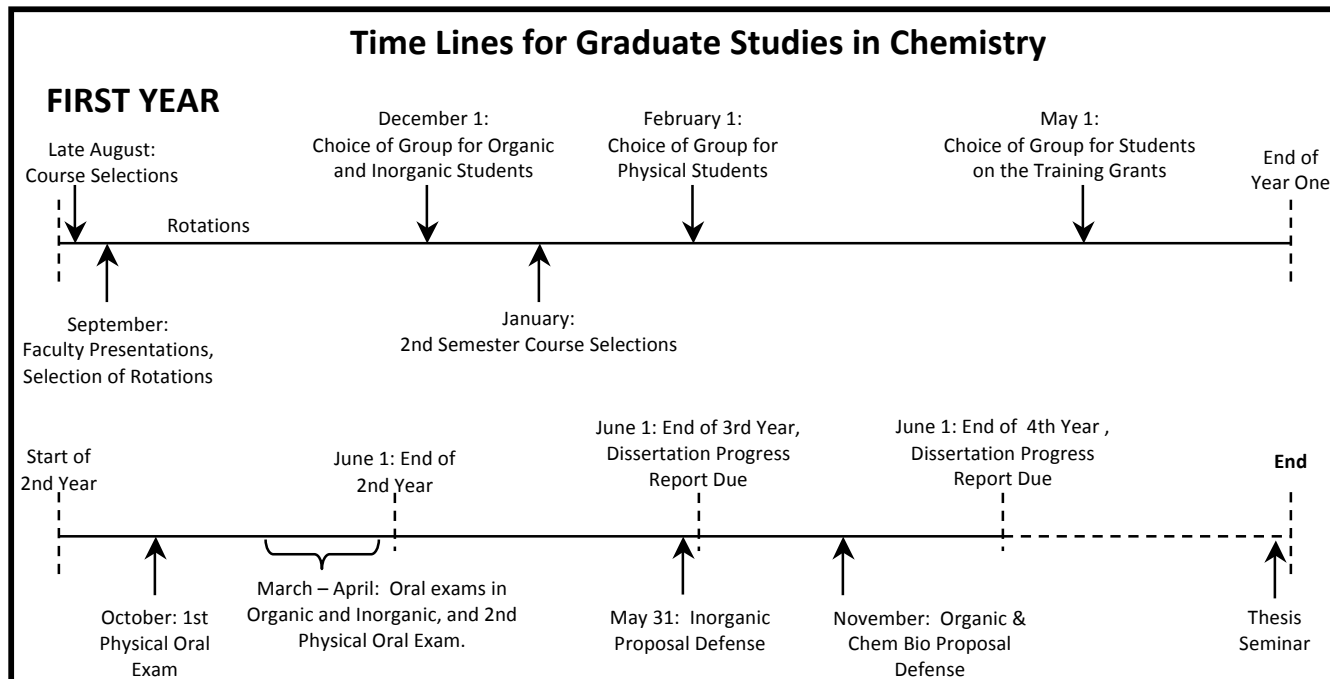 Time Lines for Graduate Studies in Chemistry
FIRST YEAR
Late August:
Course Selections
December 1:
Choice of Group for Organic
and Inorganic Students
February 1:
Choice of Group for
Physical Students
May 1:
Choice of Group for Students
on the Training Grants
End of
Year One
Rotations
September:
Faculty Presentations,
Selection of Rotations
January:
2nd Semester Course Selections
Start of
2nd Year
June 1: End of
2nd Year
June 1: End of 3rd Year,
Dissertation Progress
Report Due
June 1: End of 4th Year ,
Dissertation Progress
Report Due
End
October: 1st
Physical Oral
Exam
March – April: Oral exams in
Organic and Inorganic, and 2nd
Physical Oral Exam.
May 31: Inorganic
Proposal Defense
November: Organic &
Chem Bio Proposal
Defense
Thesis
Seminar